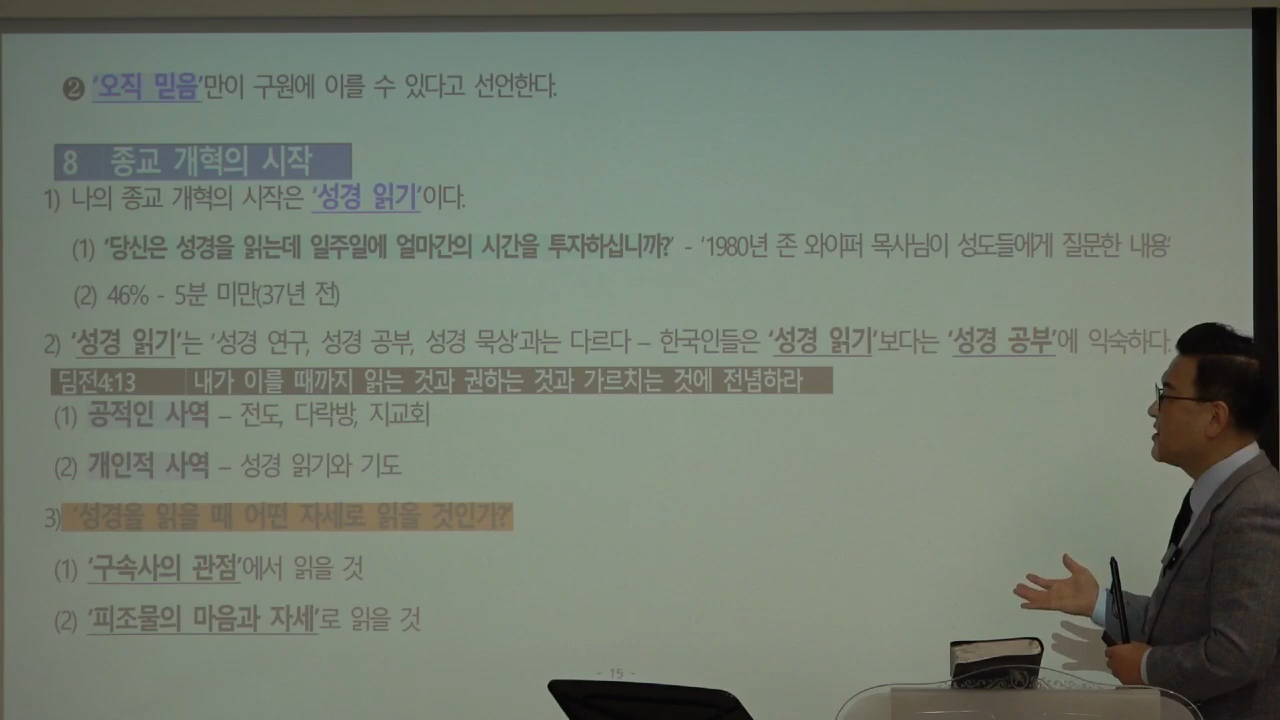 ❷ ‘오직 믿음’만이 구원에 이를 수 있다고 선언한다.
8 종교 개혁의 시작
1) 나의 종교 개혁의 시작은 ‘성경 읽기’이다.
(1) ‘당신은 성경을 읽는데 일주일에 얼마간의 시간을 투자하십니까?’ - ‘1980년 존 와이퍼 목사님이 성도들에게 질문한 내용’
(2) 46% - 5분 미만(37년 전)
2) ‘성경 읽기’는 ‘성경 연구, 성경 공부, 성경 묵상’과는 다르다 – 한국인들은 ‘성경 읽기’보다는 ‘성경 공부’에 익숙하다.
딤전4:13 내가 이를 때까지 읽는 것과 권하는 것과 가르치는 것에 전념하라
(1) 공적인 사역 – 전도, 다락방, 지교회
(2) 개인적 사역 – 성경 읽기와 기도
3) ‘성경을 읽을 때 어떤 자세로 읽을 것인가?’
(1) ‘구속사의 관점’에서 읽을 것
(2) ‘피조물의 마음과 자세’로 읽을 것
- 15 -